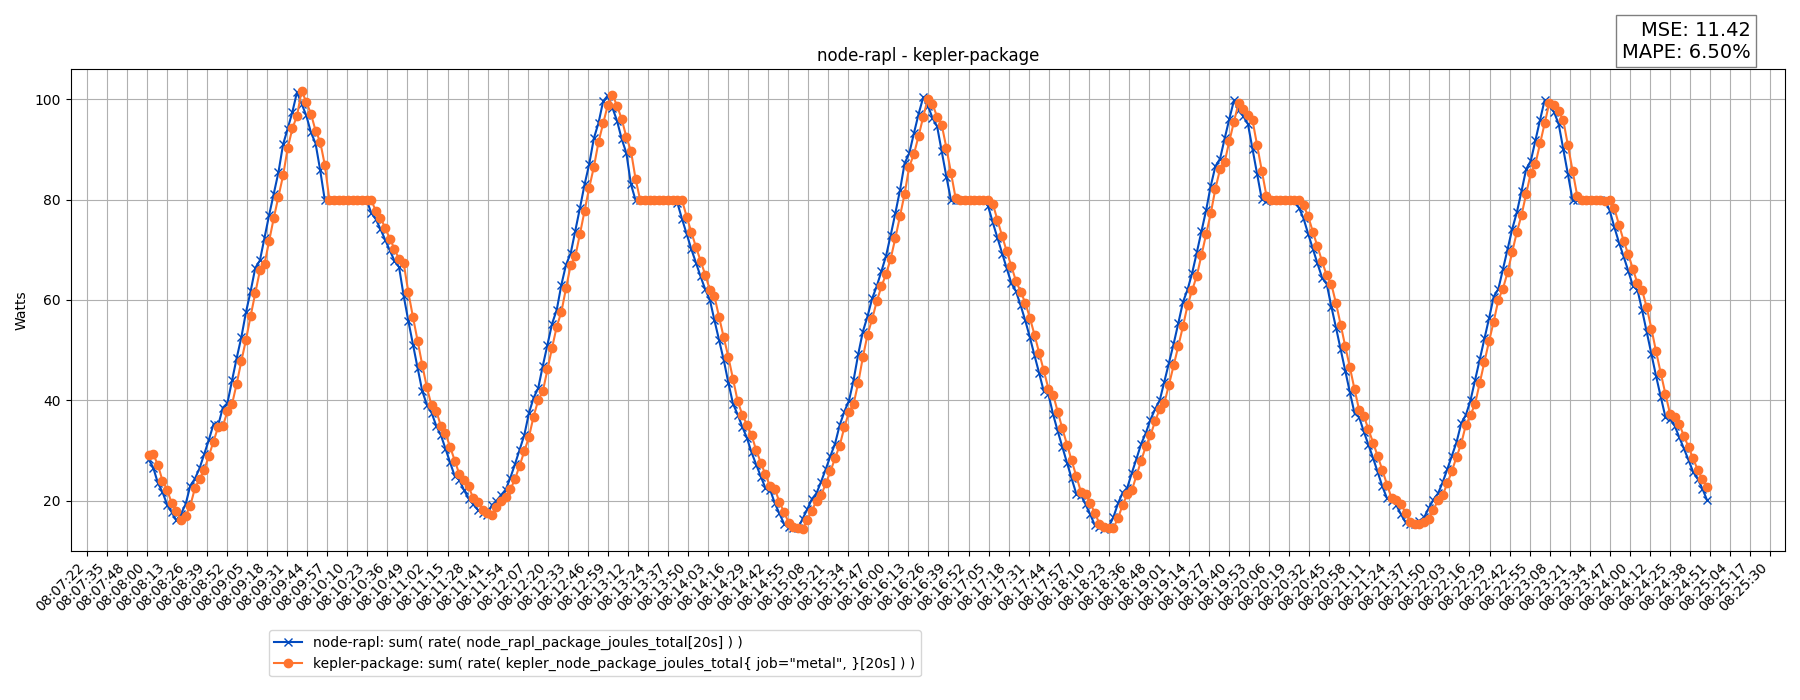 MSE: 11.42
MAPE: 6.50%
node-rapl - kepler-package
Watts
100
80
60
40
20
08:07:22 08:07:35 08:07:48 08:08:00 08:08:13 08:08:26 08:08:39 08:08:52 08:09:05 08:09:18 08:09:31 08:09:44 08:09:57 08:10:10 08:10:23 08:10:36 08:10:49 08:11:02 08:11:15 08:11:28 08:11:41 08:11:54 08:12:07 08:12:20 08:12:33 08:12:46 08:12:59 08:13:12 08:13:24 08:13:37 08:13:50 08:14:03 08:14:16 08:14:29 08:14:42 08:14:55 08:15:08 08:15:21 08:15:34 08:15:47 08:16:00 08:16:13 08:16:26 08:16:39 08:16:52 08:17:05 08:17:18 08:17:31 08:17:44 08:17:57 08:18:10 08:18:23 08:18:36 08:18:48 08:19:01 08:19:14 08:19:27 08:19:40 08:19:53 08:20:06 08:20:19 08:20:32 08:20:45 08:20:58 08:21:11 08:21:24 08:21:37 08:21:50 08:22:03 08:22:16 08:22:29 08:22:42 08:22:55 08:23:08 08:23:21 08:23:34 08:23:47 08:24:00 08:24:12 08:24:25 08:24:38 08:24:51 08:25:04 08:25:17 08:25:30
node-rapl: sum( rate( node_rapl_package_joules_total[20s] ) )
kepler-package: sum( rate( kepler_node_package_joules_total{ job="metal", }[20s] ) )